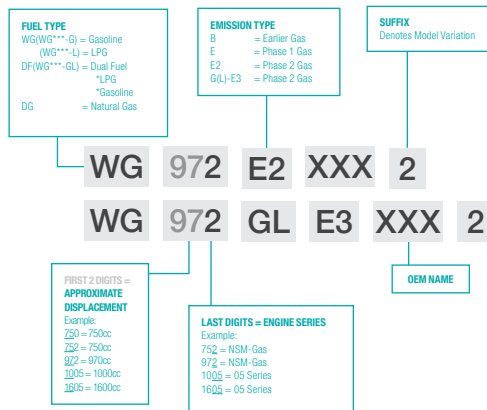 FUEL TYPE
WG(WG***-G) = Gasoline
(WG***-L) = LPG
DF(WG***-GL) = Dual Fuel
*LPG
*Gasoline
DG = Natural Gas
EMISSION TYPE
B = Earlier Gas
E = Phase 1 Gas
E2 = Phase 2 Gas
G(L)-E3 = Phase 2 Gas
SUFFIX
Denotes Model Variation
WG 972 E2 XXX 2
WG 972 GL E3 XXX 2
FIRST 2 DIGITS =
APPROXIMATE
DISPLACEMENT
Example:
750 = 750cc
752 = 750cc
972 = 970cc
1005 = 1000cc
1605 = 1600cc
LAST DIGITS = ENGINE SERIES
Example:
752 = NSM-Gas
972 = NSM-Gas
1005 = 05 Series
1605 = 05 Series
OEM NAME